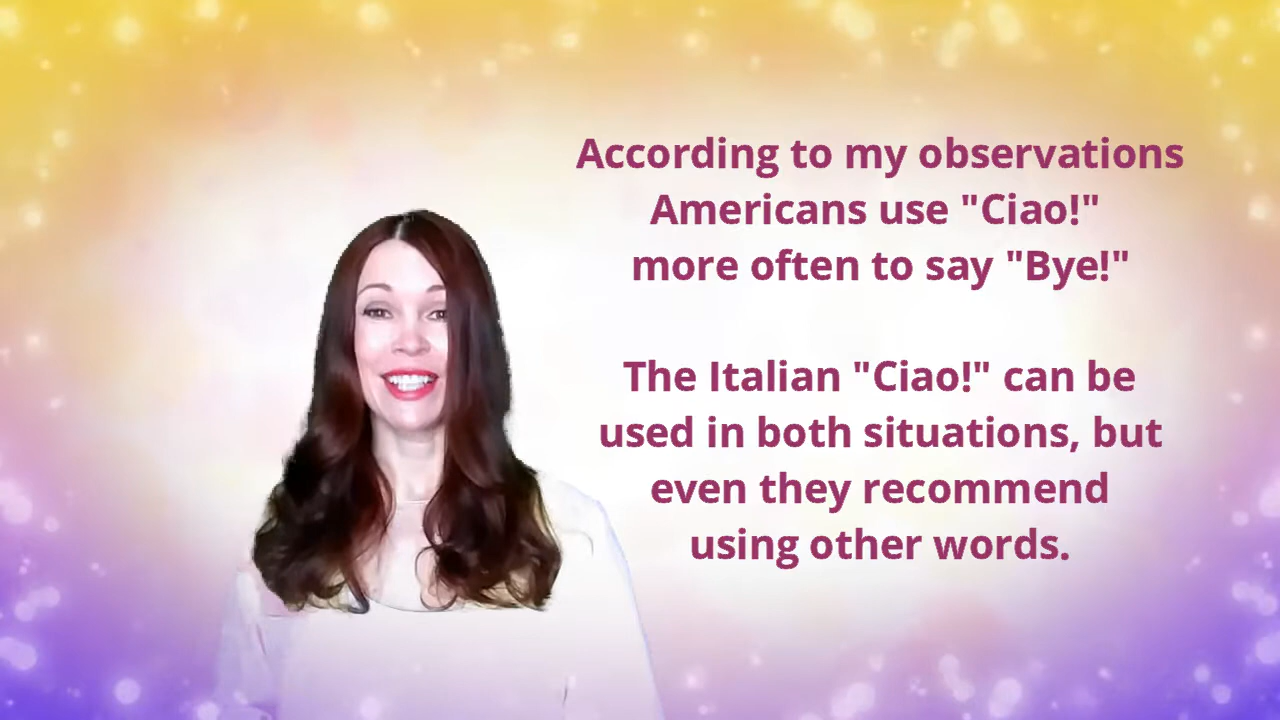 According to my observations
Americans use "Ciao!"
more often to say "Bye!"
The Italian "Ciao!" can be
used in both situations, but
even they recommend
using other words.